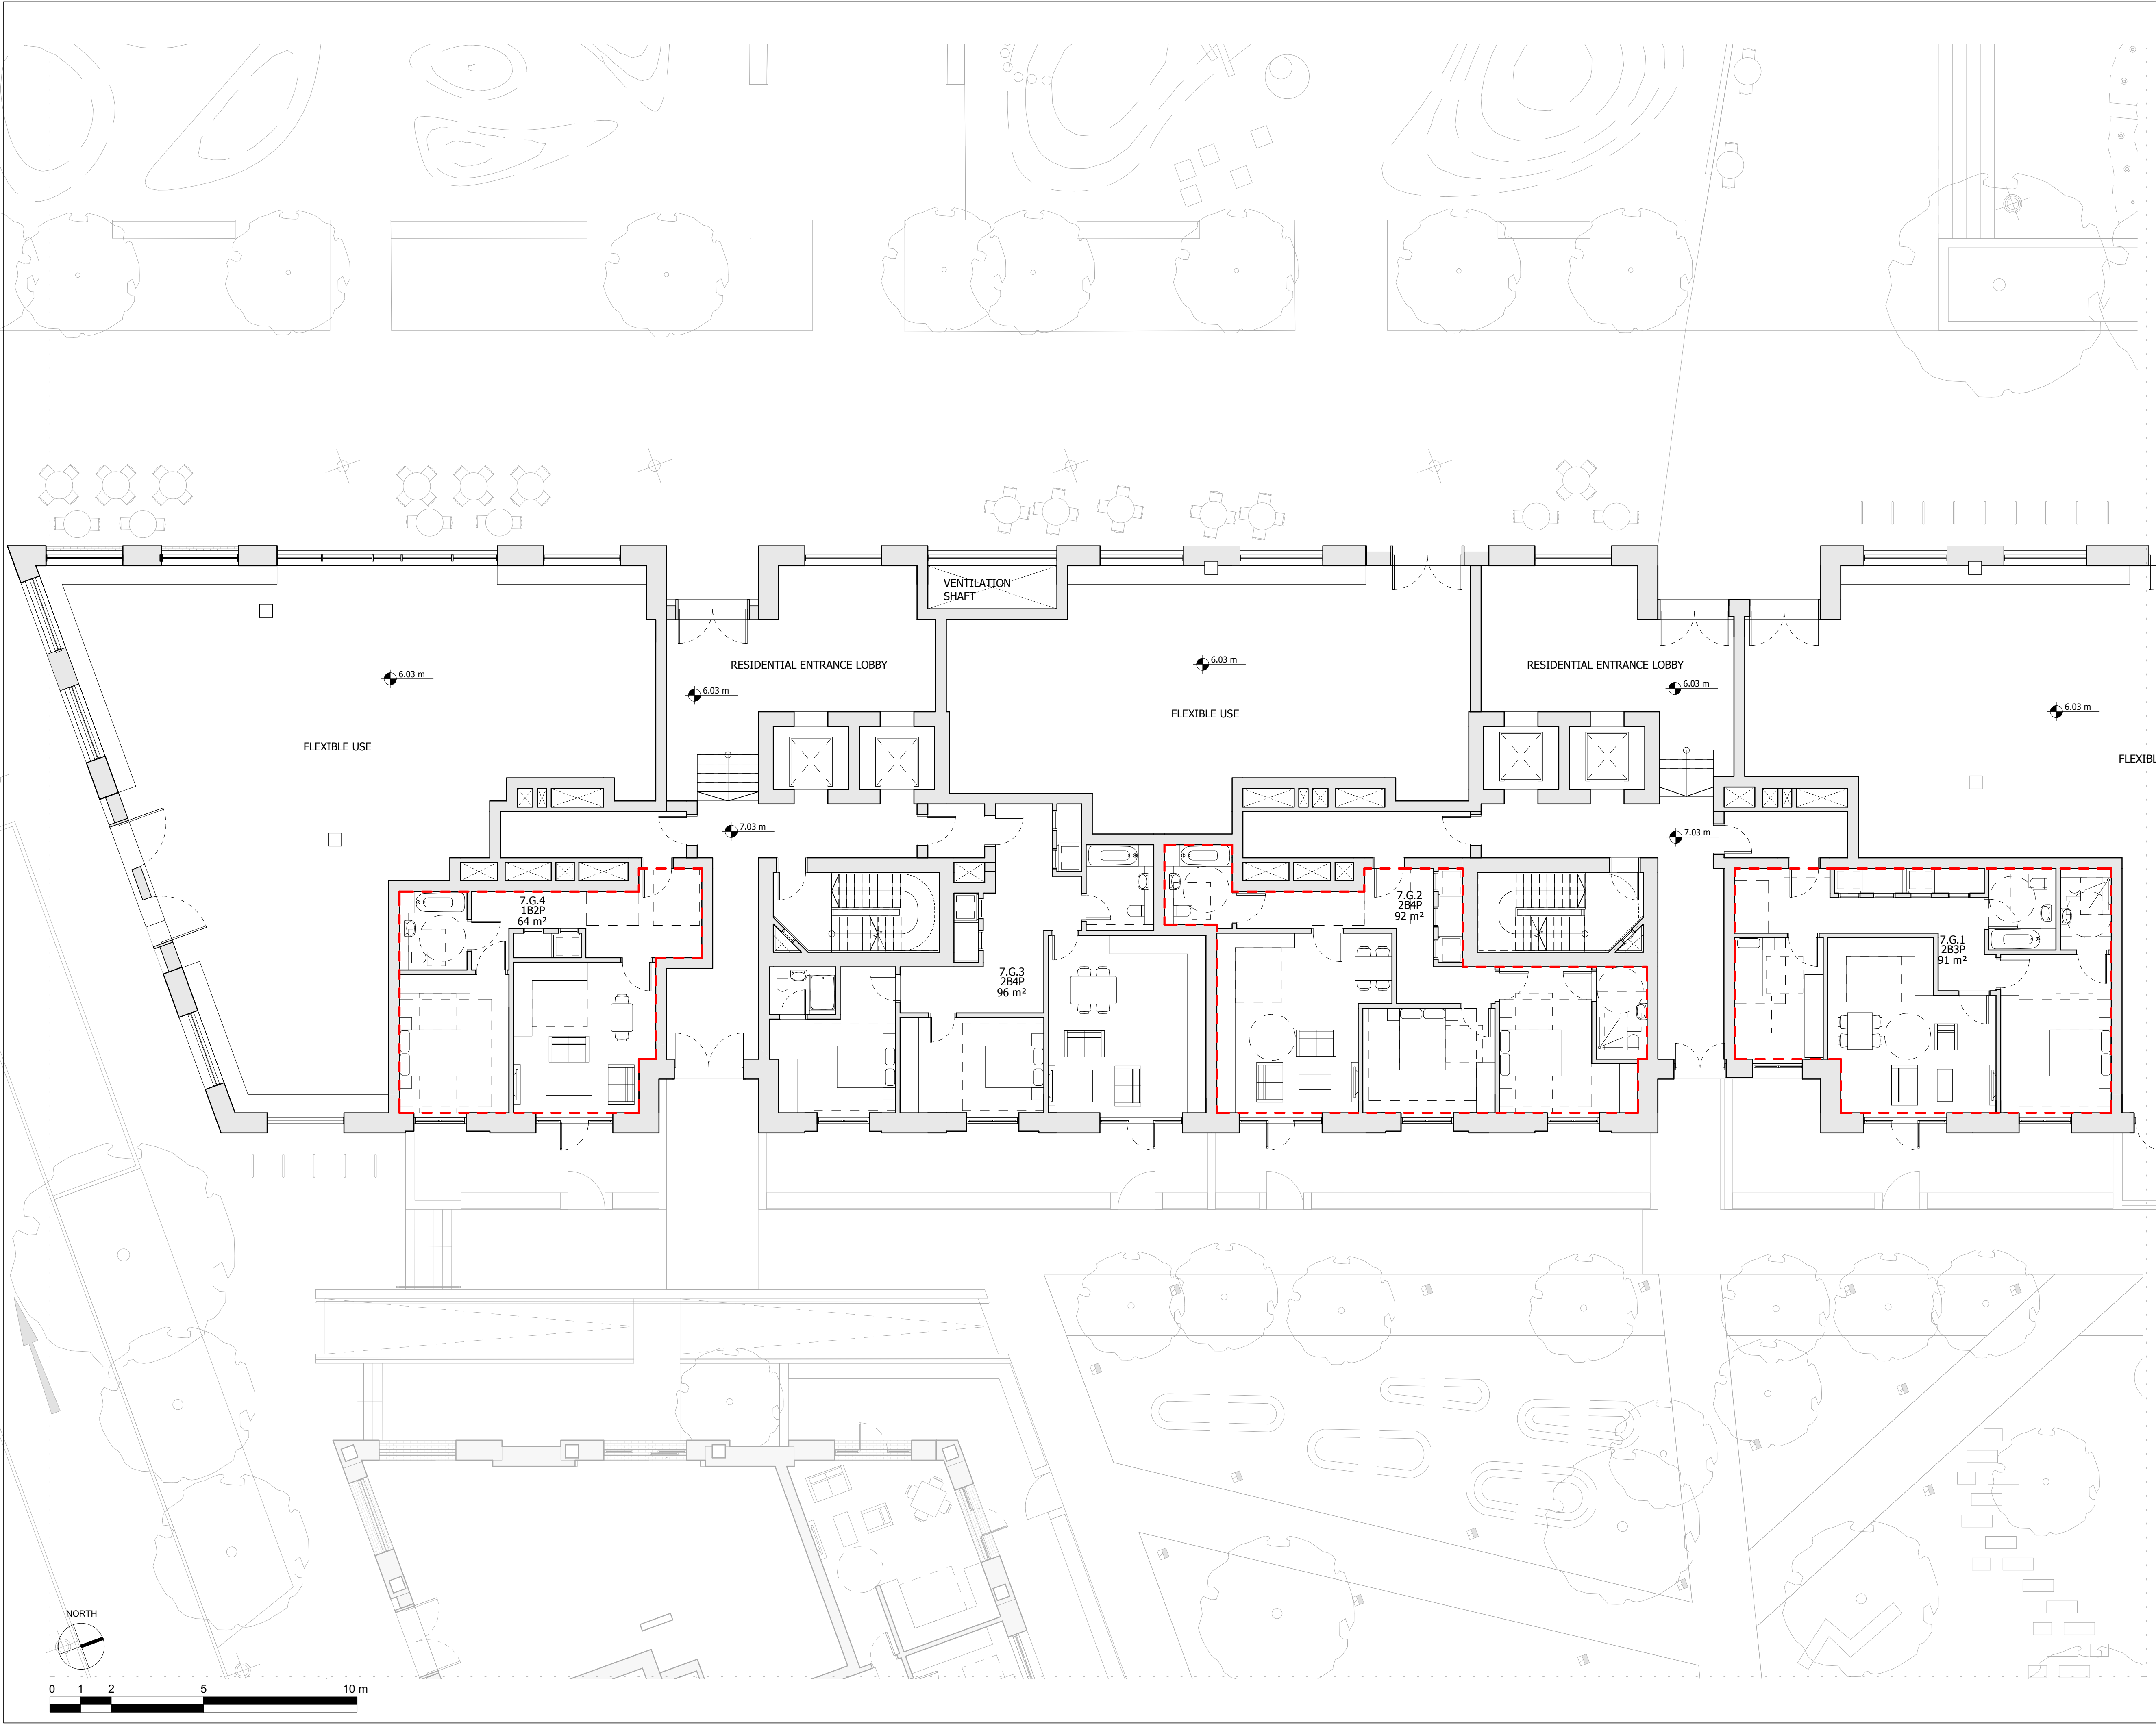 VENTILATION
SHAFT
RESIDENTIAL ENTRANCE LOBBY
RESIDENTIAL ENTRANCE LOBBY
6.03 m
6.03 m
6.03 m
6.03 m
6.03 m
FLEXIBLE USE
FLEXIBLE USE
FLEXIBL
7.03 m
7.03 m
7.G.4
1B2P
64 m²
7.G.3
2B4P
96 m²
7.G.2
2B4P
92 m²
7.G.1
2B3P
91 m²
NORTH
0 1 2 5 10 m